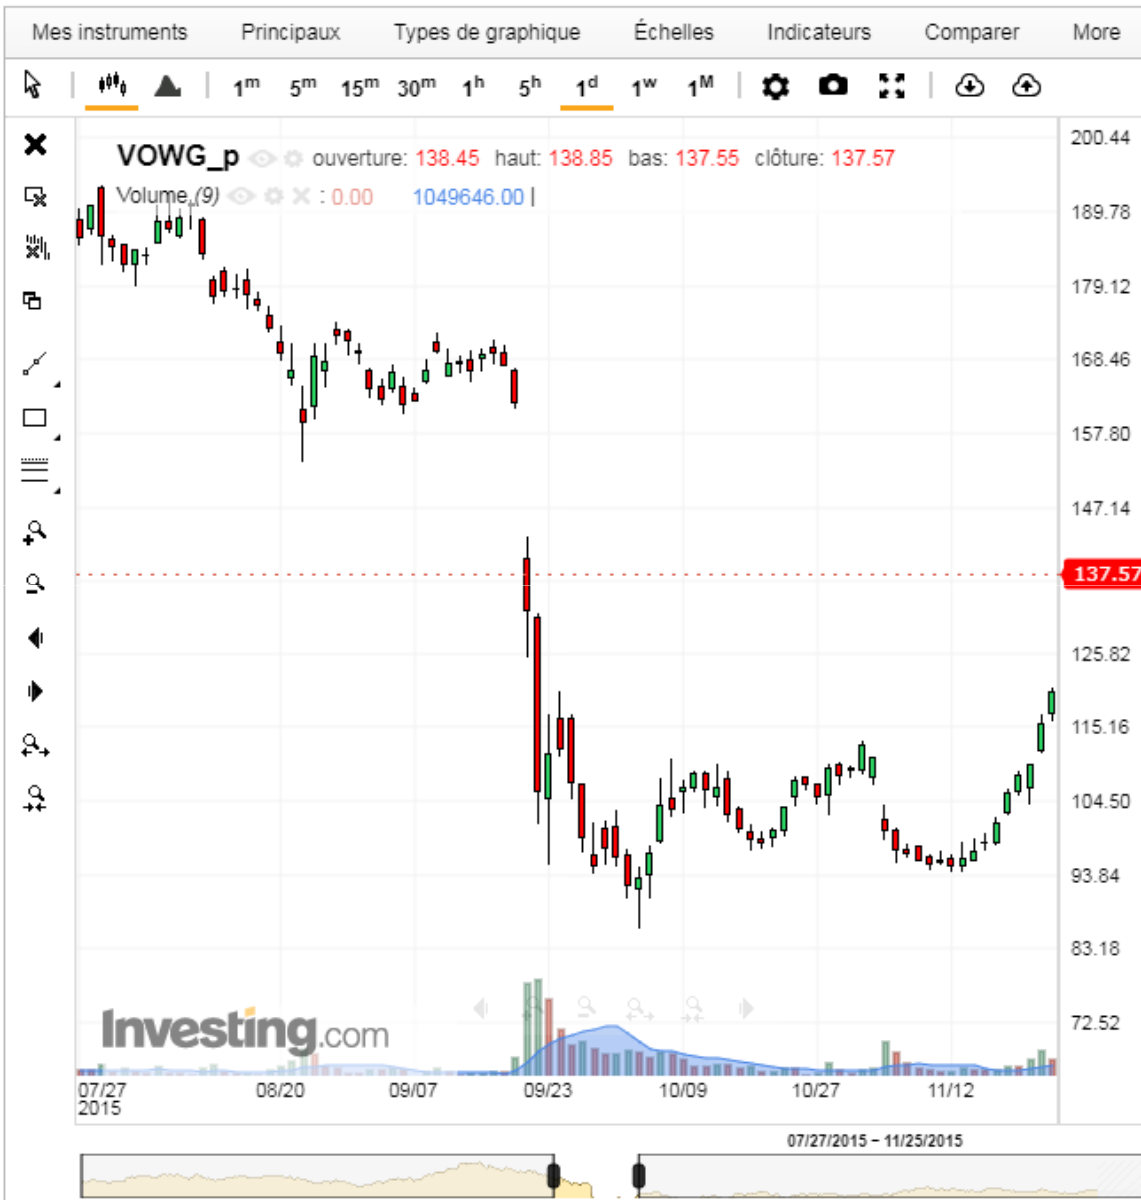 Mes instruments Principaux Types de graphique Échelles Indicateurs Comparer More
1m 5m 15m 30m 1h 5h 1d 1w 1M
VOWG_p ouverture: 138.45 haut: 138.85 bas: 137.55 clôture: 137.57
Volume (9) : 0.00 1049646.00
200.44
189.78
179.12
168.46
157.80
147.14
137.57
125.82
115.16
104.50
93.84
83.18
72.52
Investing.com
07/27 08/20 09/07 09/23 10/09 10/27 11/12
2015
07/27/2015 - 11/25/2015